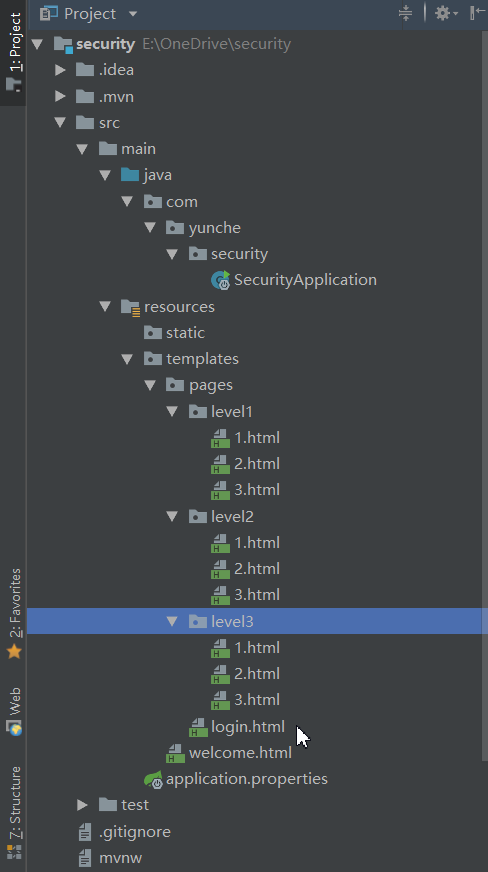 Project
security E:\OneDrive\security
.idea
.mvn
src
main
java
com
yunche
security
SecurityApplication
resources
static
templates
pages
level1
1.html
2.html
3.html
level2
1.html
2.html
3.html
level3
1.html
2.html
3.html
login.html
welcome.html
application.properties
test
.gitignore
mvnw
1: Project
2: Favorites
Web
7: Structure